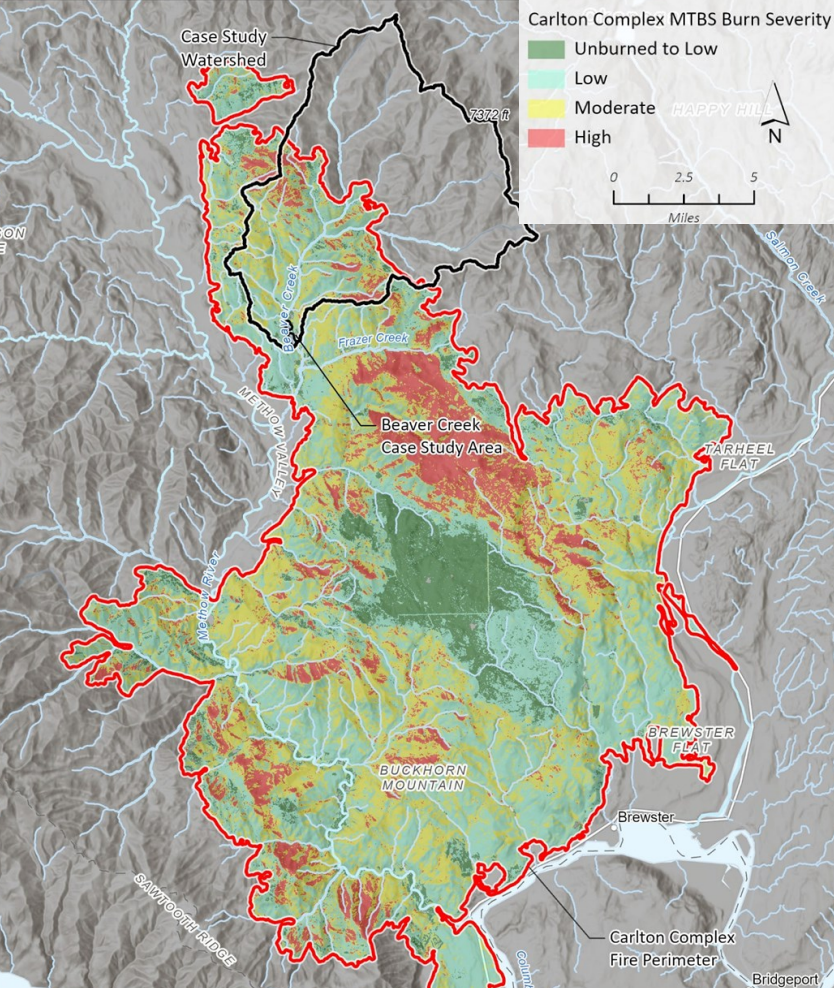 Carlton Complex MTBS Burn Severity
Unburned to Low
Low
Moderate
High
HAPPY HILL
N
0 2.5 5
Miles
Case Study
Watershed
7372 ft
Salmon Creek
Beaver Creek
Frazer Creek
METHOW VALLEY
Beaver Creek
Case Study Area
TARHEEL
FLAT
Methow River
BREWSTER
FLAT
BUCKHORN
MOUNTAIN
Brewster
SAWTOOTH RIDGE
Carlton Complex
Fire Perimeter
Bridgeport